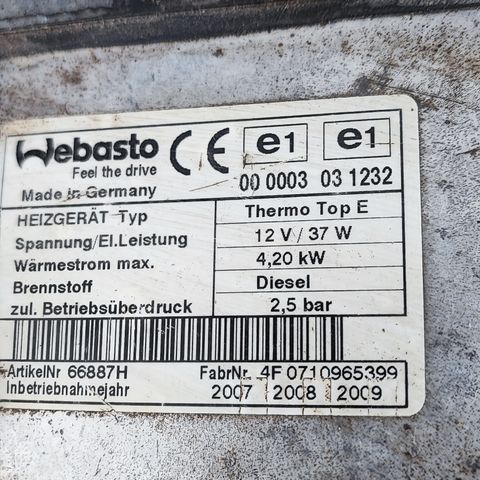 Webasto CE e1 e1
Feel the drive
Made in Germany 00 0003 03 1232
HEIZGERÄT Typ Thermo Top E
Spannung/El.Leistung 12 V / 37 W
Wärmestrom max. 4,20 kW
Brennstoff Diesel
zul. Betriebsüberdruck 2,5 bar
ArtikelNr 66887H FabrNr. 4F 0710965399
Inbetriebnahmejahr 2007 2008 2009